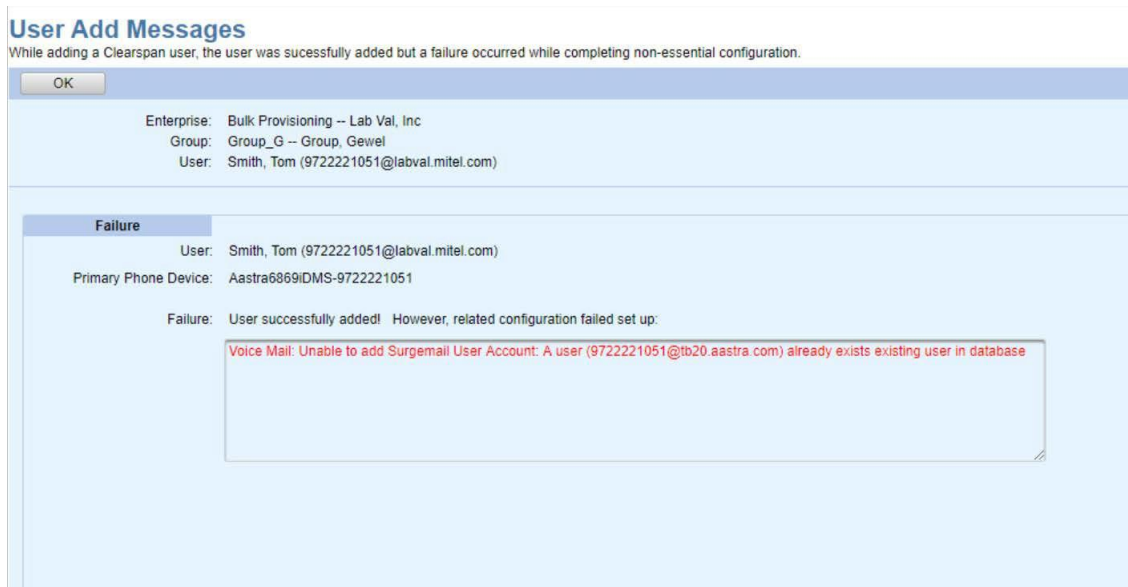 User Add Messages
While adding a Clearspan user, the user was sucessfully added but a failure occurred while completing non-essential configuration.
OK
Enterprise: Bulk Provisioning -- Lab Val, Inc
Group: Group_G -- Group, Gewel
User: Smith, Tom (9722221051@labval.mitel.com)
Failure
User: Smith, Tom (9722221051@labval.mitel.com)
Primary Phone Device: Aastra6869iDMS-9722221051
Failure: User successfully added! However, related configuration failed set up:
Voice Mail: Unable to add Surgemail User Account: A user (9722221051@tb20.aastra.com) already exists existing user in database